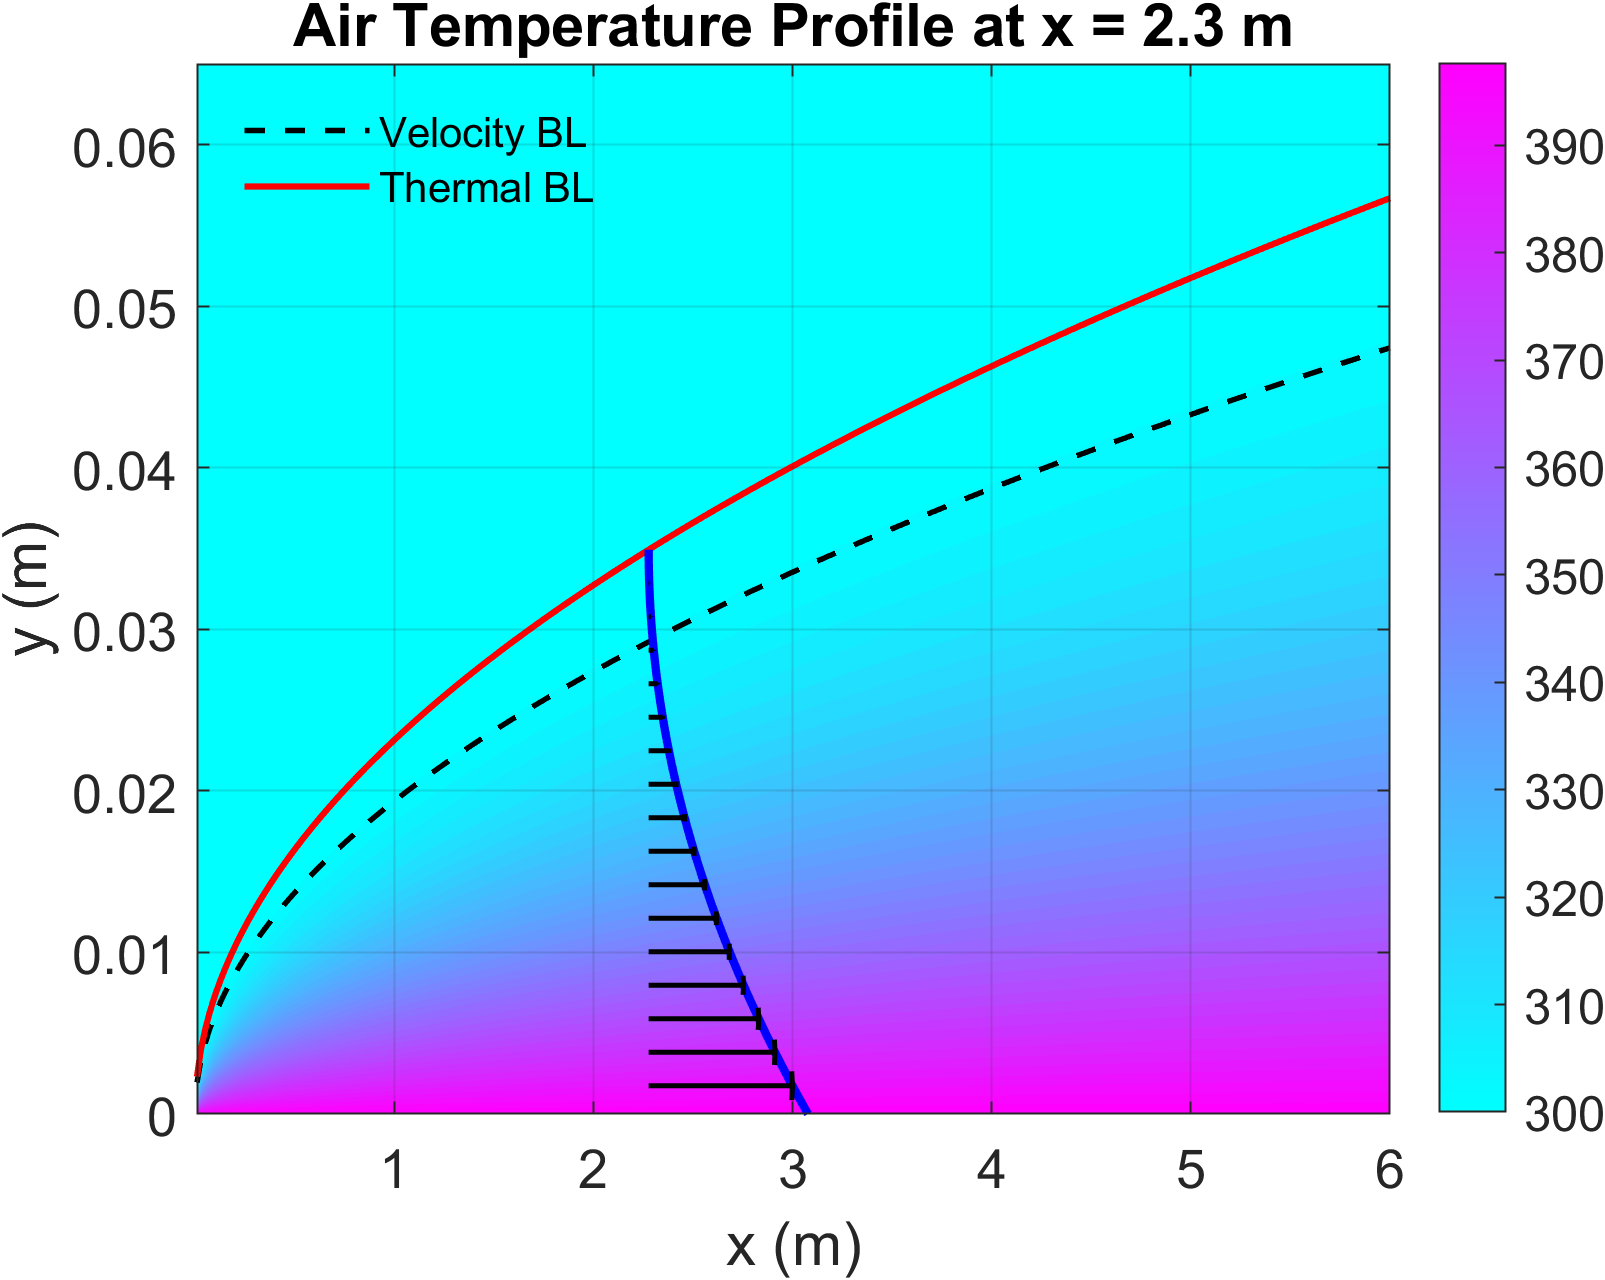 Air Temperature Profile at x = 2.3 m
Velocity BL
Thermal BL
0.06
0.05
0.04
0.03
0.02
0.01
0
y (m)
1 2 3 4 5 6
x (m)
390
380
370
360
350
340
330
320
310
300